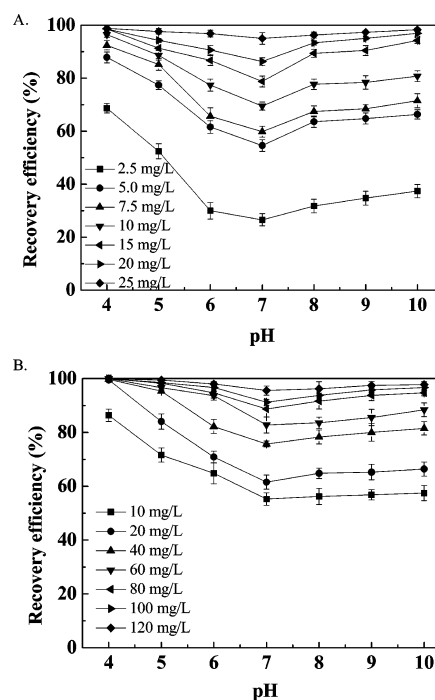 A.
100
80
60
40
20
0
Recovery efficiency (%)
2.5 mg/L
5.0 mg/L
7.5 mg/L
10 mg/L
15 mg/L
20 mg/L
25 mg/L
4 5 6 7 8 9 10
pH
B.
100
80
60
40
20
0
Recovery efficiency (%)
10 mg/L
20 mg/L
40 mg/L
60 mg/L
80 mg/L
100 mg/L
120 mg/L
4 5 6 7 8 9 10
pH